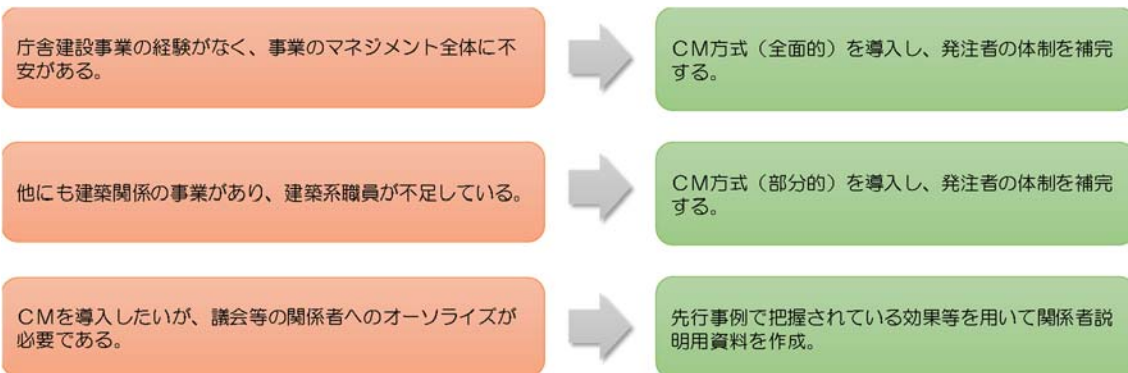 庁舎建設事業の経験がなく、事業のマネジメント全体に不
安がある。
ＣＭ方式（全面的）を導入し、発注者の体制を補完
する。
他にも建築関係の事業があり、建築系職員が不足している。
ＣＭ方式（部分的）を導入し、発注者の体制を補完
する。
ＣＭを導入したいが、議会等の関係者へのオーソライズが
必要である。
先行事例で把握されている効果等を用いて関係者説
明用資料を作成。